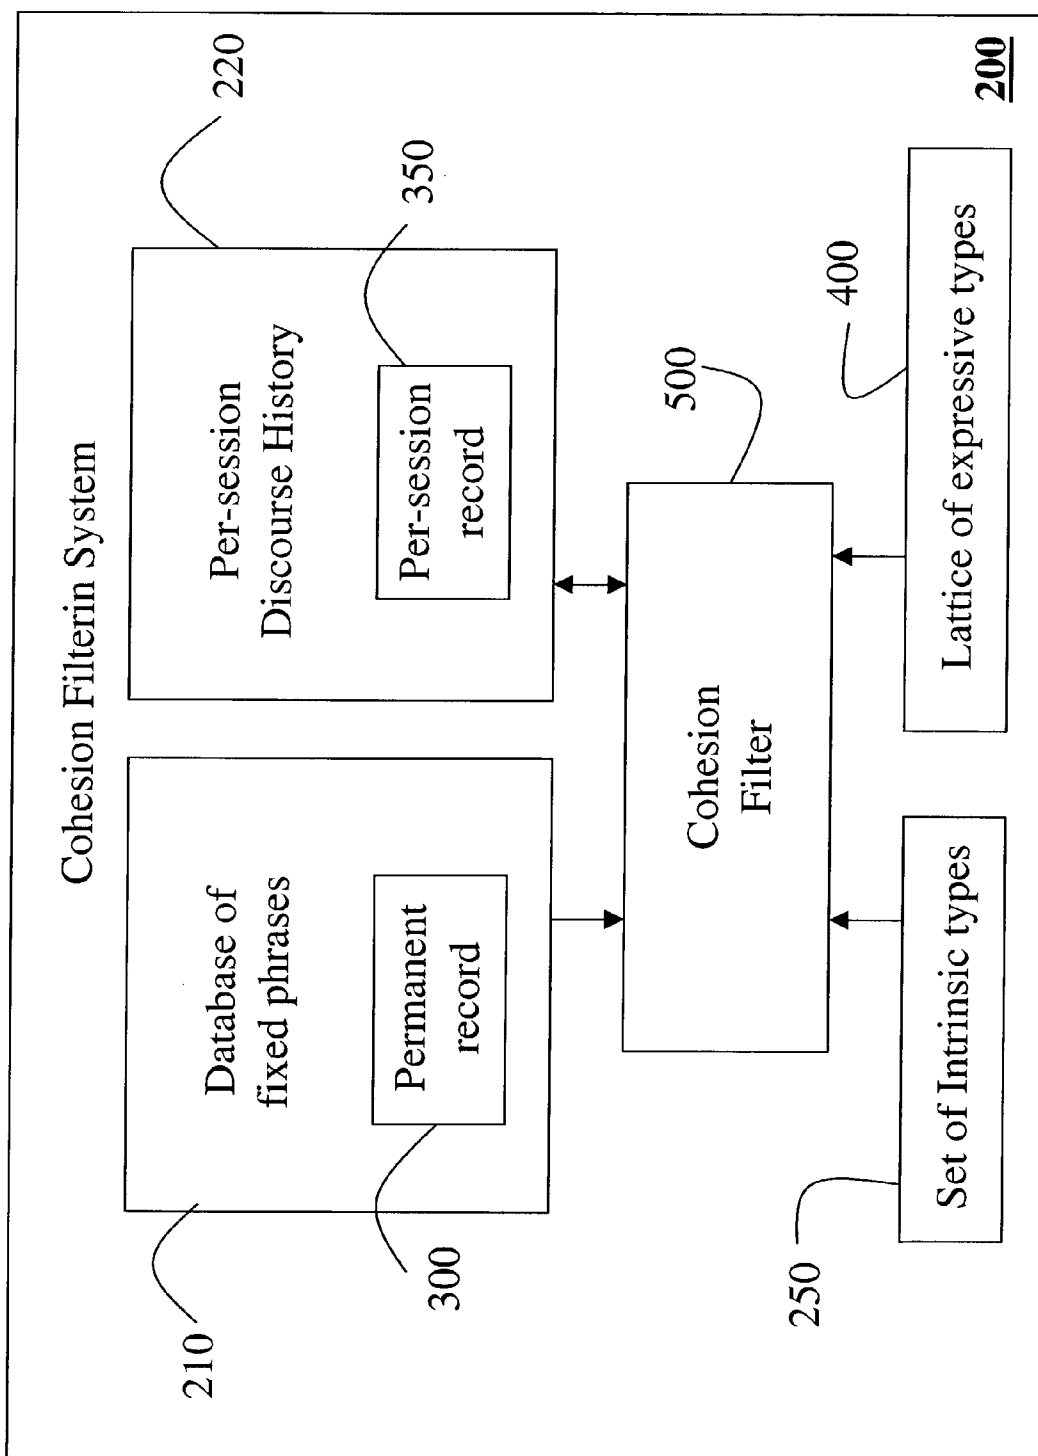 Cohesion Filterin System
210
Database of
fixed phrases
Permanent
record
300
220
Per-session
Discourse History
Per-session
record
350
Cohesion
Filter
500
250
Set of Intrinsic types
400
Lattice of expressive types
200